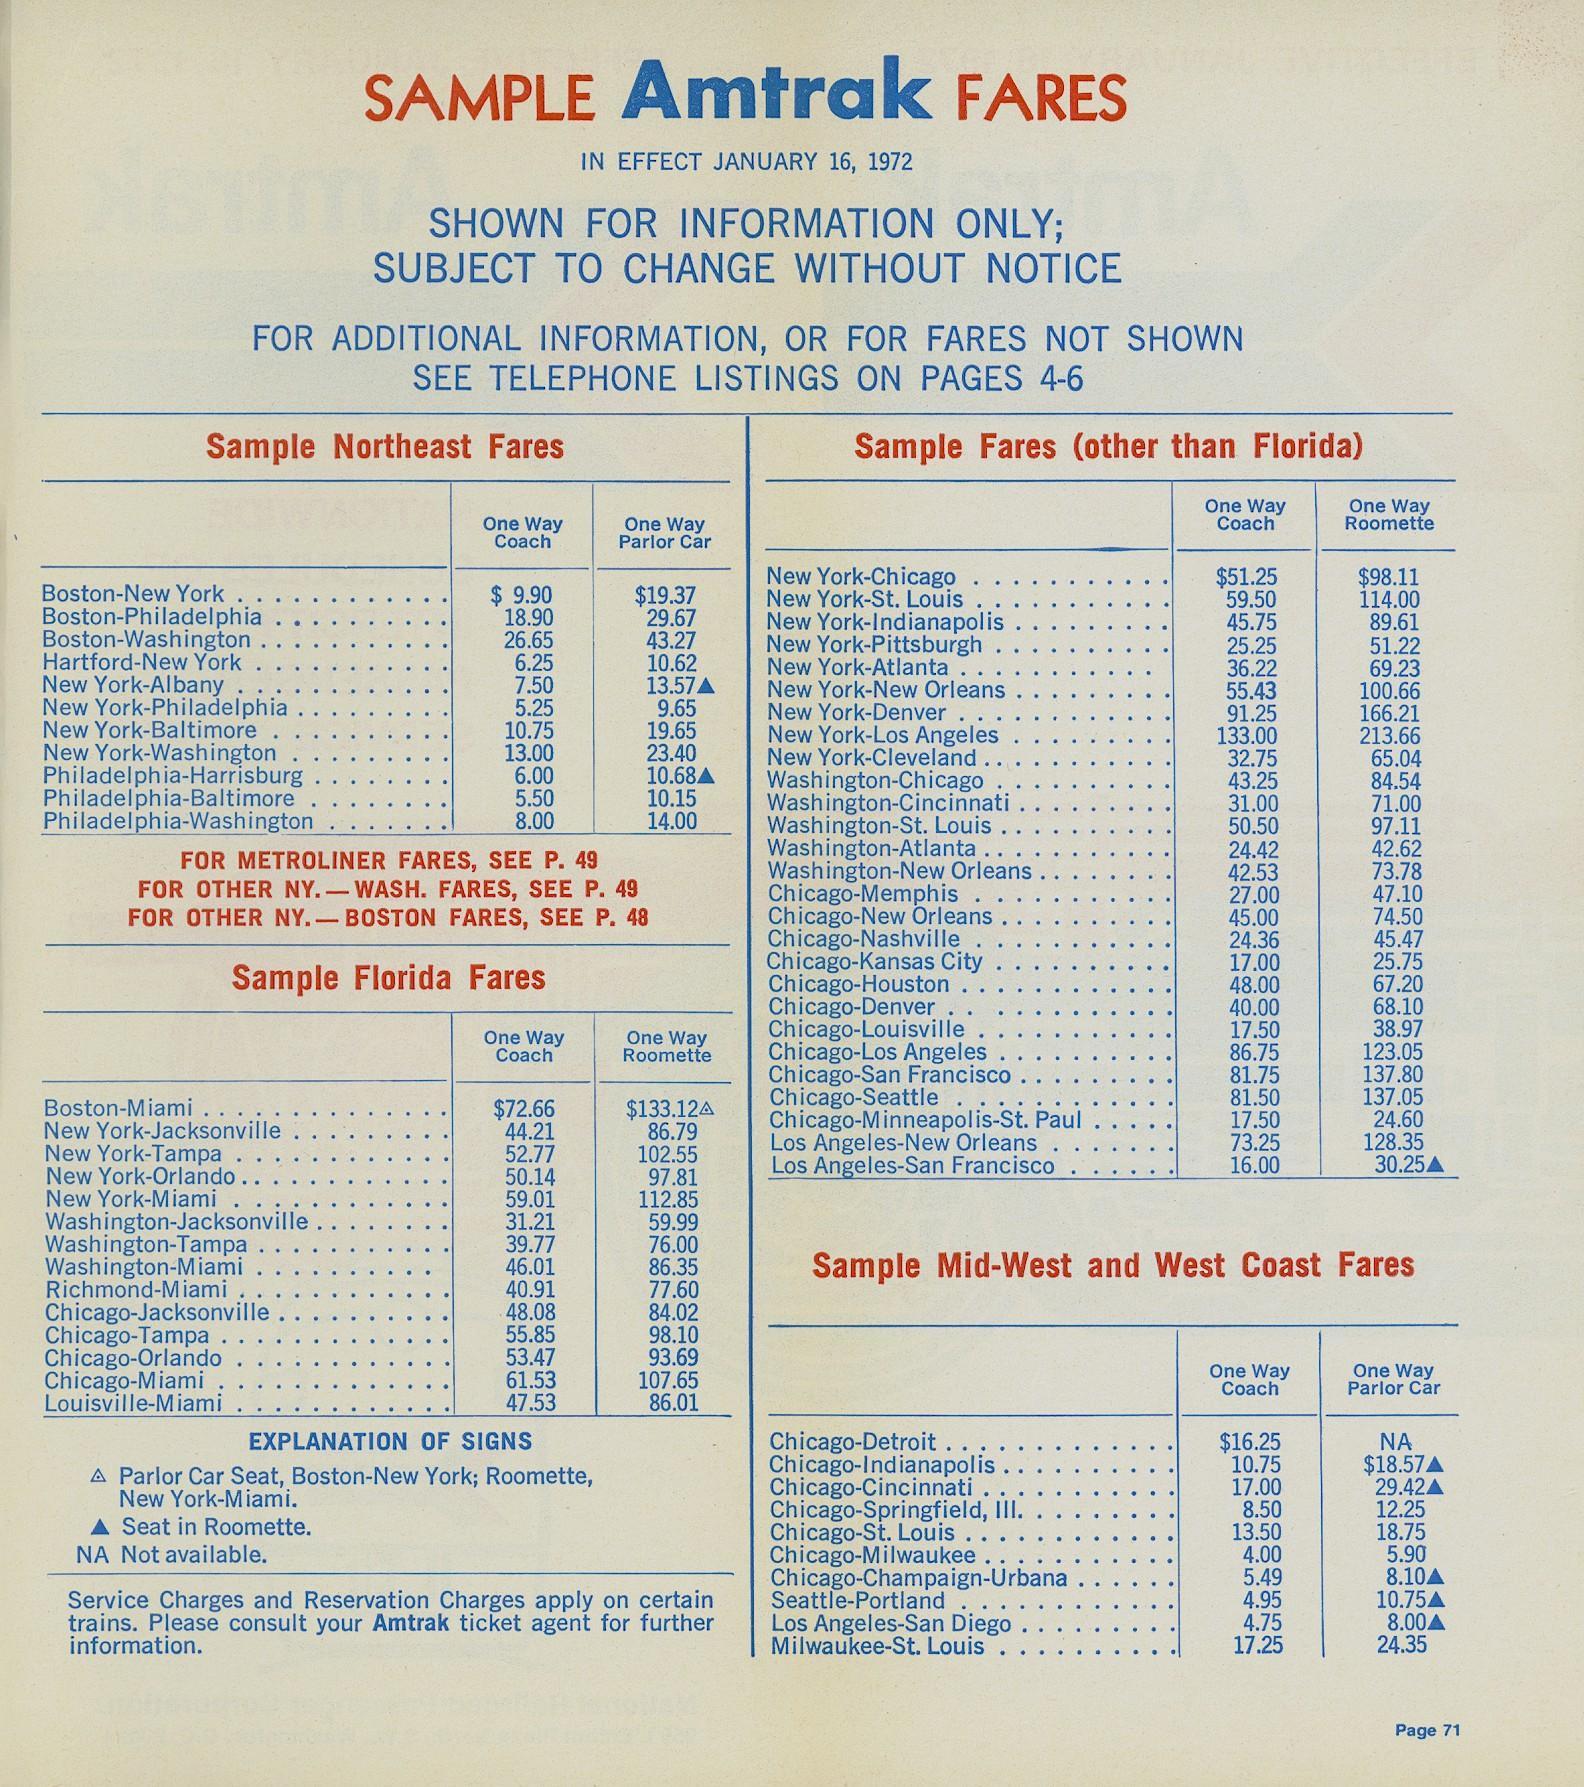 SAMPLE Amtrak FARES
IN EFFECT JANUARY 16, 1972
SHOWN FOR INFORMATION ONLY;
SUBJECT TO CHANGE WITHOUT NOTICE
FOR ADDITIONAL INFORMATION, OR FOR FARES NOT SHOWN
SEE TELEPHONE LISTINGS ON PAGES 4-6
Sample Northeast Fares
One Way Coach One Way Parlor Car
Boston-New York $ 9.90 $19.37
Boston-Philadelphia 18.90 29.67
Boston-Washington 26.65 43.27
Hartford-New York 6.25 10.62
New York-Albany 7.50 13.57▲
New York-Philadelphia 5.25 9.65
New York-Baltimore 10.75 19.65
New York-Washington 13.00 23.40
Philadelphia-Harrisburg 6.00 10.68▲
Philadelphia-Baltimore 5.50 10.15
Philadelphia-Washington 8.00 14.00
FOR METROLINER FARES, SEE P. 49
FOR OTHER NY.—WASH. FARES, SEE P. 49
FOR OTHER NY.—BOSTON FARES, SEE P. 48
Sample Florida Fares
One Way Coach One Way Roomette
Boston-Miami $72.66 $133.12◬
New York-Jacksonville 44.21 86.79
New York-Tampa 52.77 102.55
New York-Orlando 50.14 97.81
New York-Miami 59.01 112.85
Washington-Jacksonville 31.21 59.99
Washington-Tampa 39.77 76.00
Washington-Miami 46.01 86.35
Richmond-Miami 40.91 77.60
Chicago-Jacksonville 48.08 84.02
Chicago-Tampa 55.85 98.10
Chicago-Orlando 53.47 93.69
Chicago-Miami 61.53 107.65
Louisville-Miami 47.53 86.01
EXPLANATION OF SIGNS
◬ Parlor Car Seat, Boston-New York; Roomette,
New York-Miami.
▲ Seat in Roomette.
NA Not available.
Service Charges and Reservation Charges apply on certain
trains. Please consult your Amtrak ticket agent for further
information.
Sample Fares (other than Florida)
One Way Coach One Way Roomette
New York-Chicago $51.25 $98.11
New York-St. Louis 59.50 114.00
New York-Indianapolis 45.75 89.61
New York-Pittsburgh 25.25 51.22
New York-Atlanta 36.22 69.23
New York-New Orleans 55.43 100.66
New York-Denver 91.25 166.21
New York-Los Angeles 133.00 213.66
New York-Cleveland 32.75 65.04
Washington-Chicago 43.25 84.54
Washington-Cincinnati 31.00 71.00
Washington-St. Louis 50.50 97.11
Washington-Atlanta 24.42 42.62
Washington-New Orleans 42.53 73.78
Chicago-Memphis 27.00 47.10
Chicago-New Orleans 45.00 74.50
Chicago-Nashville 24.36 45.47
Chicago-Kansas City 17.00 25.75
Chicago-Houston 48.00 67.20
Chicago-Denver 40.00 68.10
Chicago-Louisville 17.50 38.97
Chicago-Los Angeles 86.75 123.05
Chicago-San Francisco 81.75 137.80
Chicago-Seattle 81.50 137.05
Chicago-Minneapolis-St. Paul 17.50 24.60
Los Angeles-New Orleans 73.25 128.35
Los Angeles-San Francisco 16.00 30.25▲
Sample Mid-West and West Coast Fares
One Way Coach One Way Parlor Car
Chicago-Detroit $16.25 NA
Chicago-Indianapolis 10.75 $18.57▲
Chicago-Cincinnati 17.00 29.42▲
Chicago-Springfield, Ill. 8.50 12.25
Chicago-St. Louis 13.50 18.75
Chicago-Milwaukee 4.00 5.90
Chicago-Champaign-Urbana 5.49 8.10▲
Seattle-Portland 4.95 10.75▲
Los Angeles-San Diego 4.75 8.00▲
Milwaukee-St. Louis 17.25 24.35
Page 71